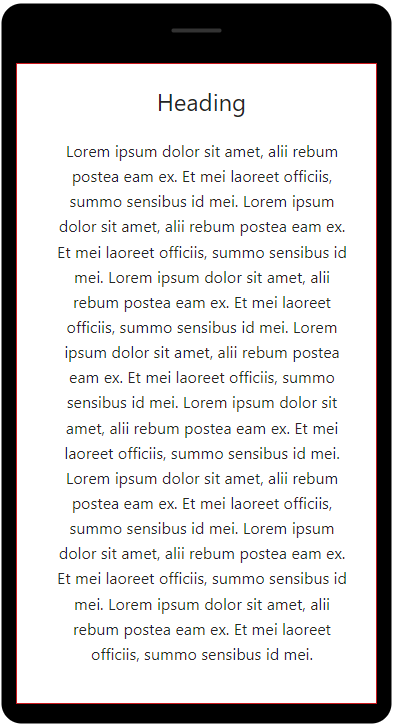 Heading
Lorem ipsum dolor sit amet, alii rebum
postea eam ex. Et mei laoreet officiis,
summo sensibus id mei. Lorem ipsum
dolor sit amet, alii rebum postea eam ex.
Et mei laoreet officiis, summo sensibus id
mei. Lorem ipsum dolor sit amet, alii
rebum postea eam ex. Et mei laoreet
officiis, summo sensibus id mei. Lorem
ipsum dolor sit amet, alii rebum postea
eam ex. Et mei laoreet officiis, summo
sensibus id mei. Lorem ipsum dolor sit
amet, alii rebum postea eam ex. Et mei
laoreet officiis, summo sensibus id mei.
Lorem ipsum dolor sit amet, alii rebum
postea eam ex. Et mei laoreet officiis,
summo sensibus id mei. Lorem ipsum
dolor sit amet, alii rebum postea eam ex.
Et mei laoreet officiis, summo sensibus id
mei. Lorem ipsum dolor sit amet, alii
rebum postea eam ex. Et mei laoreet
officiis, summo sensibus id mei.